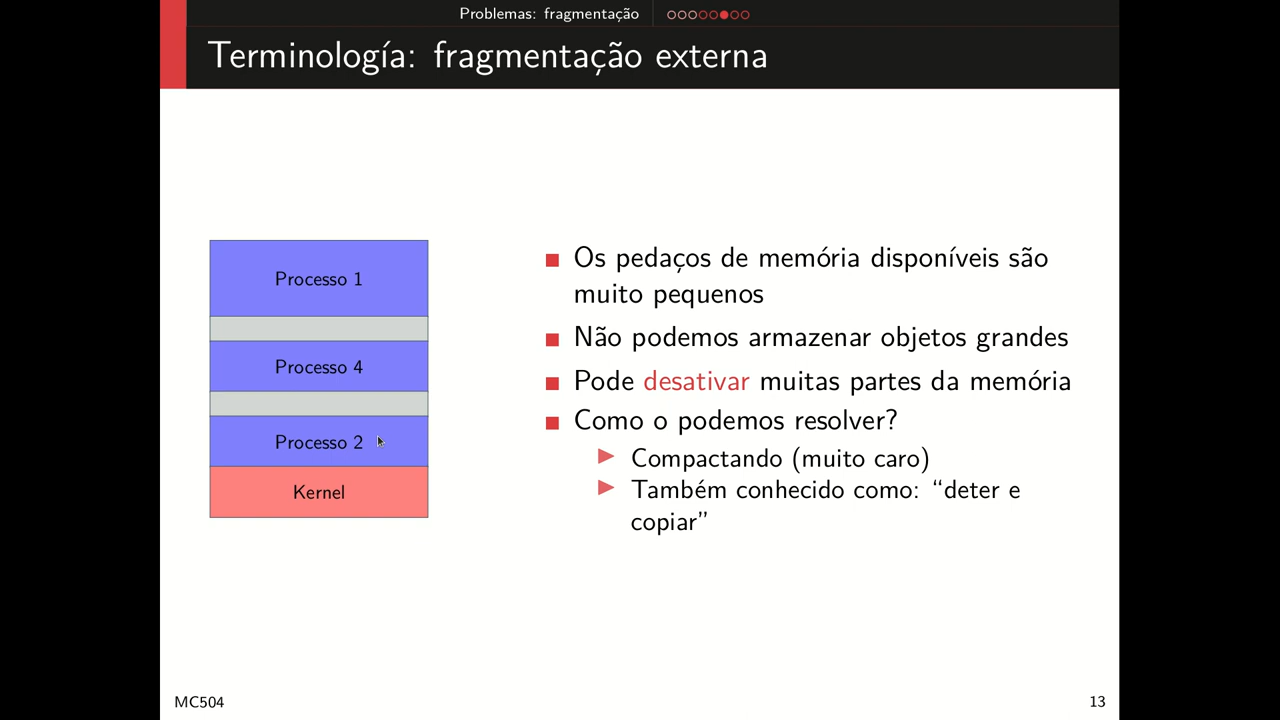 Problemas: fragmentação
Terminología: fragmentação externa
Processo 1
Processo 4
Processo 2
Kernel
Os pedaços de memória disponíveis são
muito pequenos
Não podemos armazenar objetos grandes
Pode desativar muitas partes da memória
Como o podemos resolver?
Compactando (muito caro)
Também conhecido como: “deter e
copiar”
MC504
13